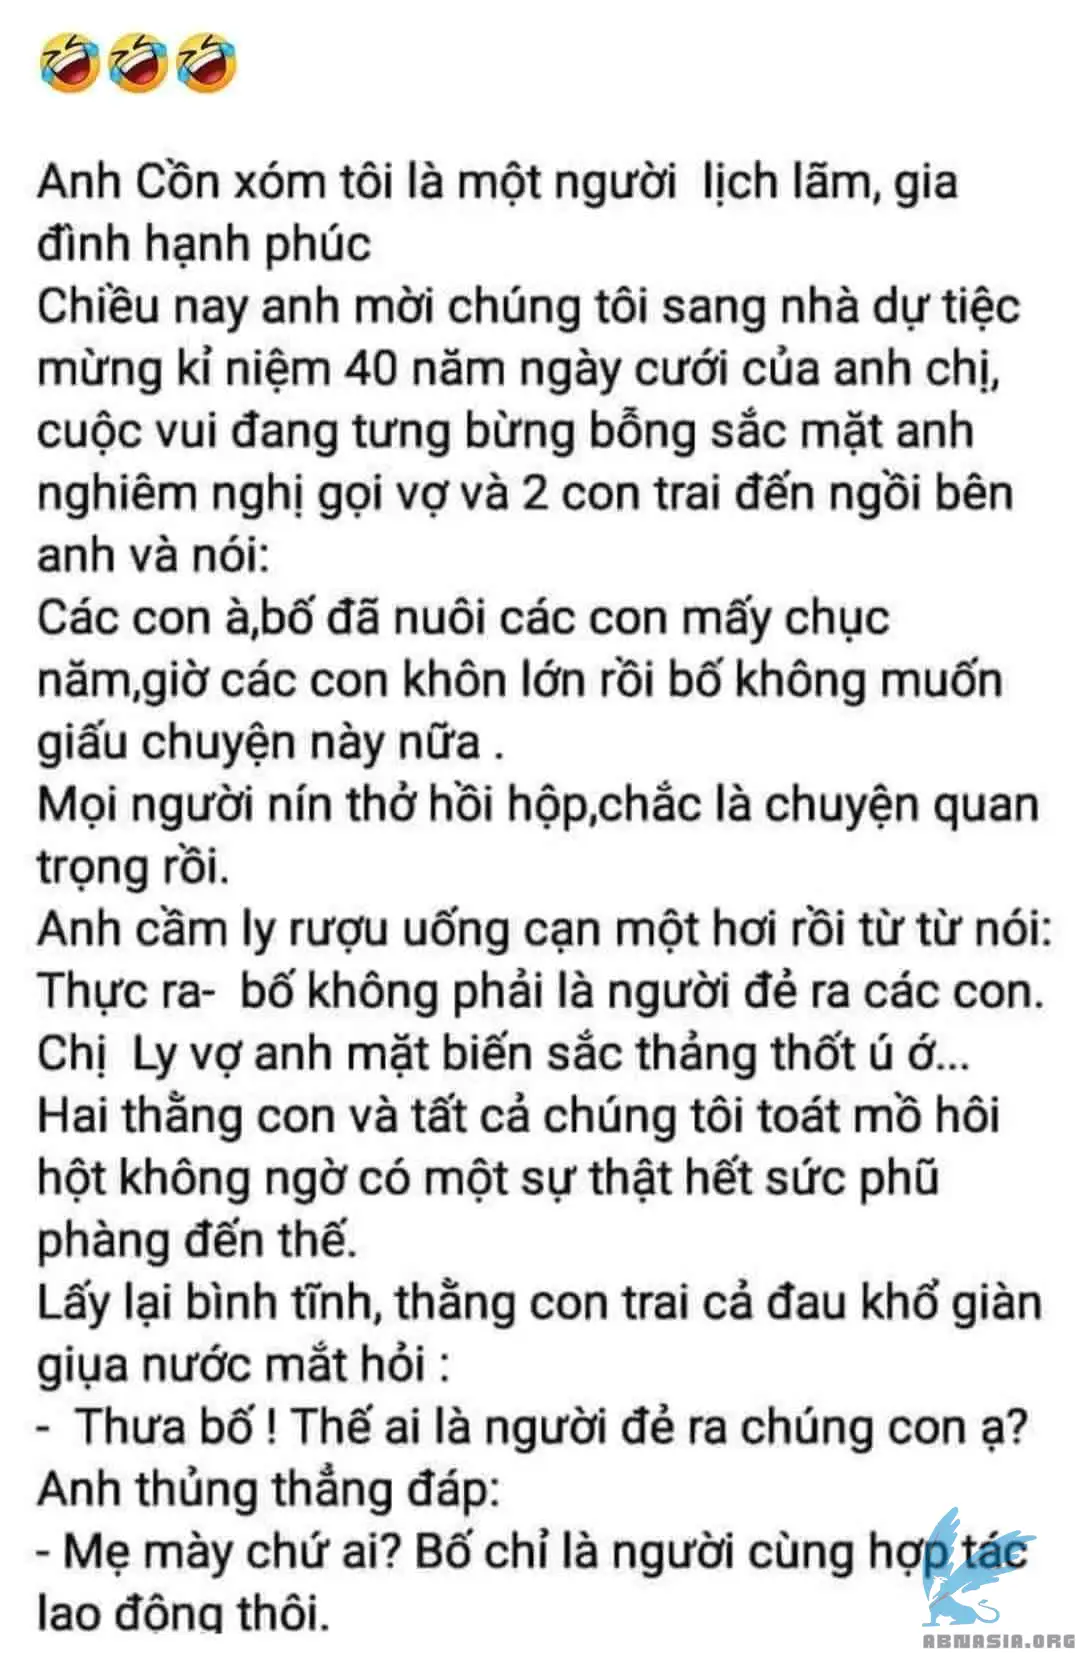 🤣🤣🤣
Anh Cồn xóm tôi là một người lịch lãm, gia
đình hạnh phúc
Chiều nay anh mời chúng tôi sang nhà dự tiệc
mừng kỉ niệm 40 năm ngày cưới của anh chị,
cuộc vui đang tưng bừng bỗng sắc mặt anh
nghiêm nghị gọi vợ và 2 con trai đến ngồi bên
anh và nói:
Các con à,bố đã nuôi các con mấy chục
năm,giờ các con khôn lớn rồi bố không muốn
giấu chuyện này nữa .
Mọi người nín thở hồi hộp,chắc là chuyện quan
trọng rồi.
Anh cầm ly rượu uống cạn một hơi rồi từ từ nói:
Thực ra- bố không phải là người đẻ ra các con.
Chị Ly vợ anh mặt biến sắc thảng thốt ú ớ...
Hai thằng con và tất cả chúng tôi toát mồ hôi
hột không ngờ có một sự thật hết sức phũ
phàng đến thế.
Lấy lại bình tĩnh, thằng con trai cả đau khổ giàn
giụa nước mắt hỏi :
- Thưa bố ! Thế ai là người đẻ ra chúng con ạ?
Anh thủng thẳng đáp:
- Mẹ mày chứ ai? Bố chỉ là người cùng hợp tác
lao động thôi.
ABNASIA.ORG